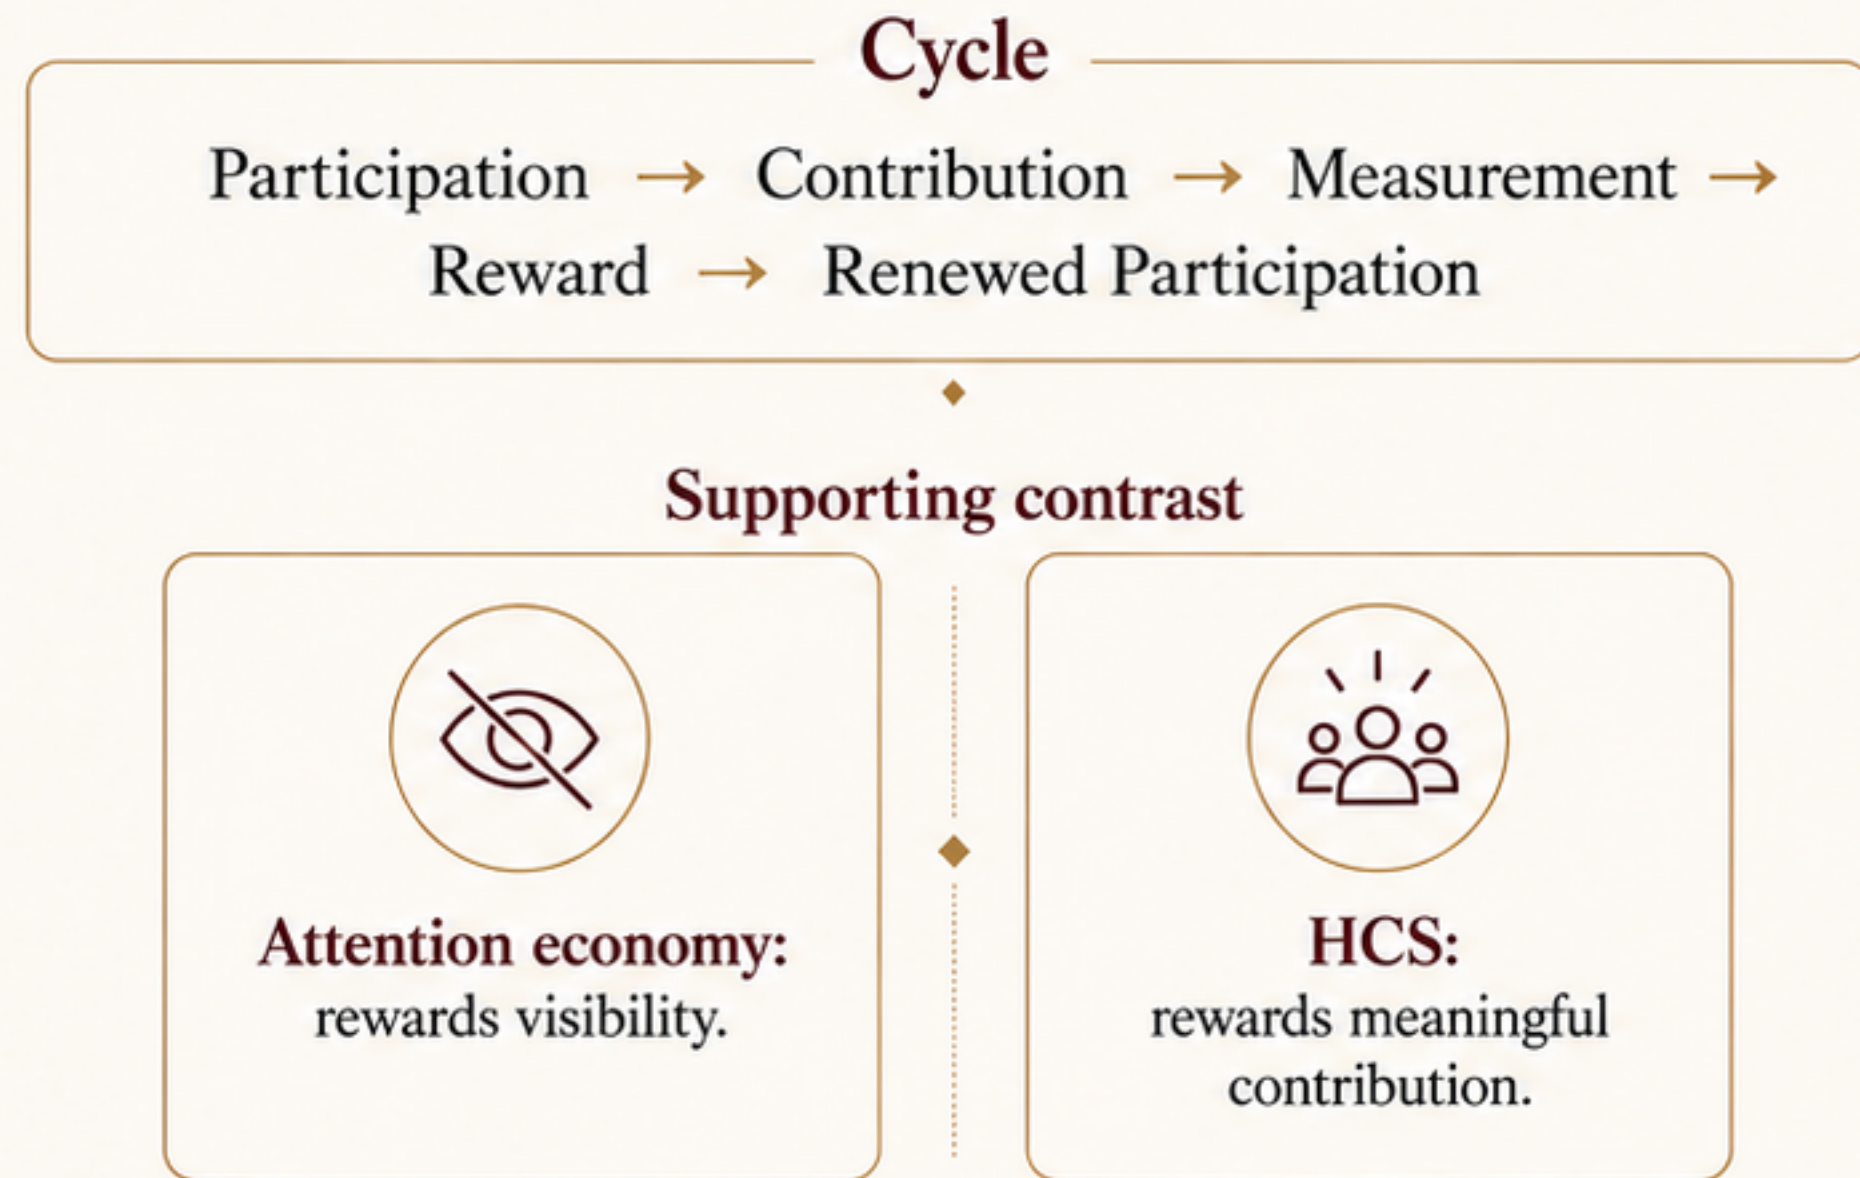 Cycle
Participation → Contribution → Measurement →
Reward → Renewed Participation
Supporting contrast
Attention economy:
rewards visibility.
HCS:
rewards meaningful
contribution.